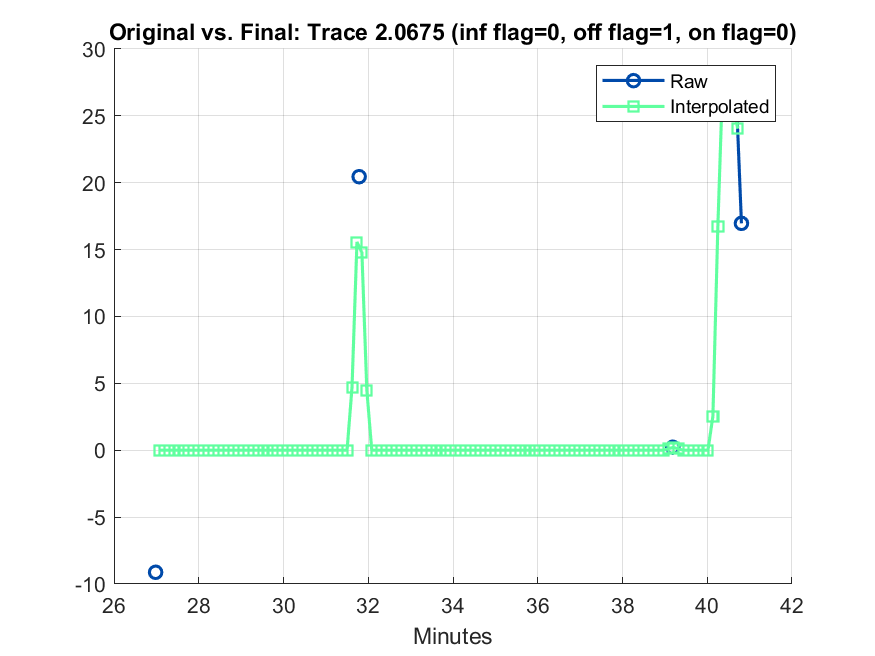 Original vs. Final: Trace 2.0675 (inf flag=0, off flag=1, on flag=0)
30
25
20
15
10
5
0
-5
-10
Raw
Interpolated
26 28 30 32 34 36 38 40 42
Minutes